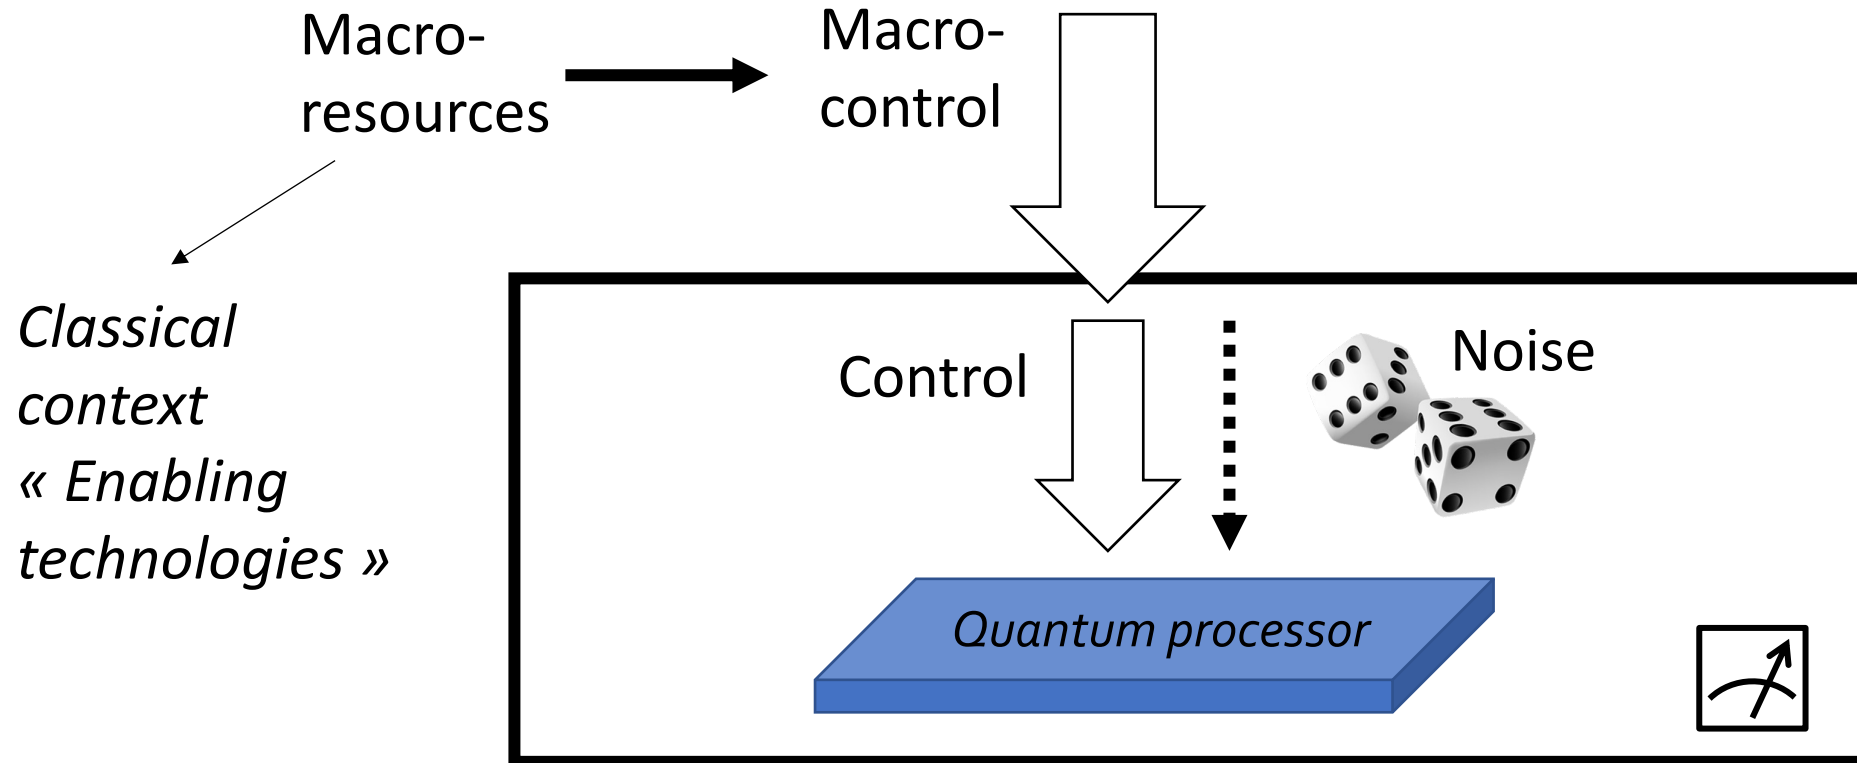 Macro-
resources
Macro-
control
Classical
context
« Enabling
technologies »
Control
Noise
Quantum processor